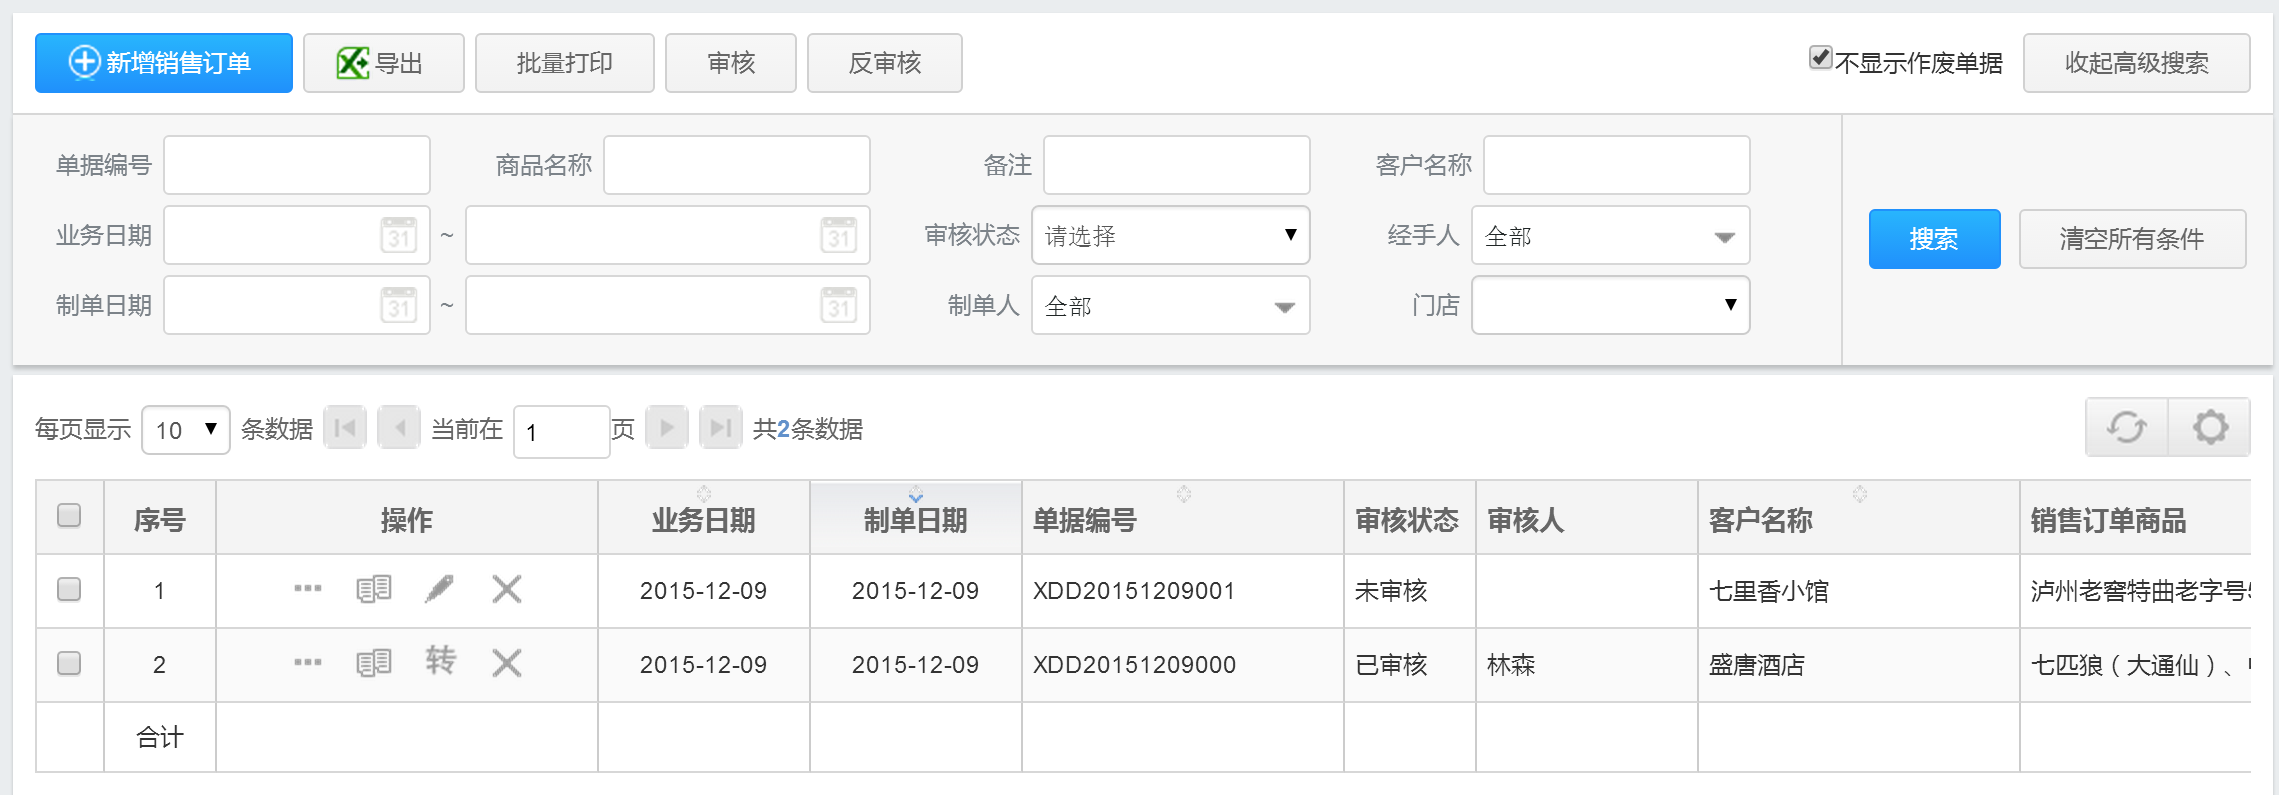 新增销售订单 导出 批量打印 审核 反审核 不显示作废单据 收起高级搜索
单据编号 商品名称 备注 客户名称
业务日期 31 ~ 31 审核状态 请选择 经手人 全部 搜索 清空所有条件
制单日期 31 ~ 31 制单人 全部 门店
每页显示 10 条数据 当前在 1 页 共2条数据
序号 操作 业务日期 制单日期 单据编号 审核状态 审核人 客户名称 销售订单商品
1 2015-12-09 2015-12-09 XDD20151209001 未审核 七里香小馆 泸州老窖特曲老字号
2 转 2015-12-09 2015-12-09 XDD20151209000 已审核 林森 盛唐酒店 七匹狼（大通仙）、
合计